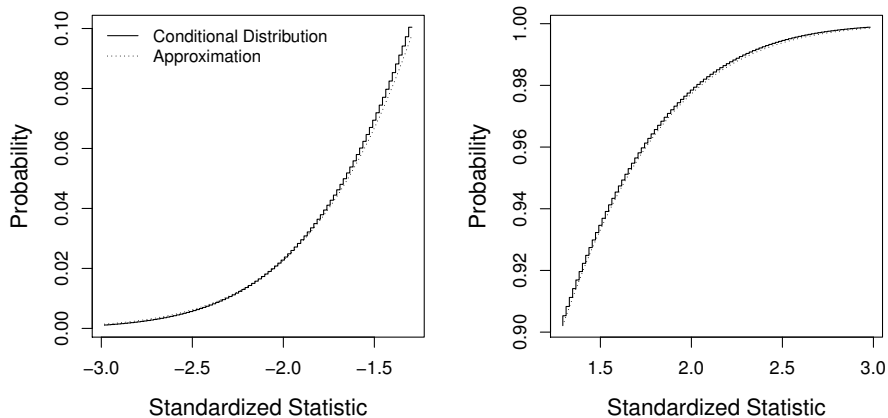 Conditional Distribution
Approximation
Probability
0.00
0.02
0.04
0.06
0.08
0.10
−3.0 −2.5 −2.0 −1.5
Standardized Statistic
Probability
0.90
0.92
0.94
0.96
0.98
1.00
1.5 2.0 2.5 3.0
Standardized Statistic